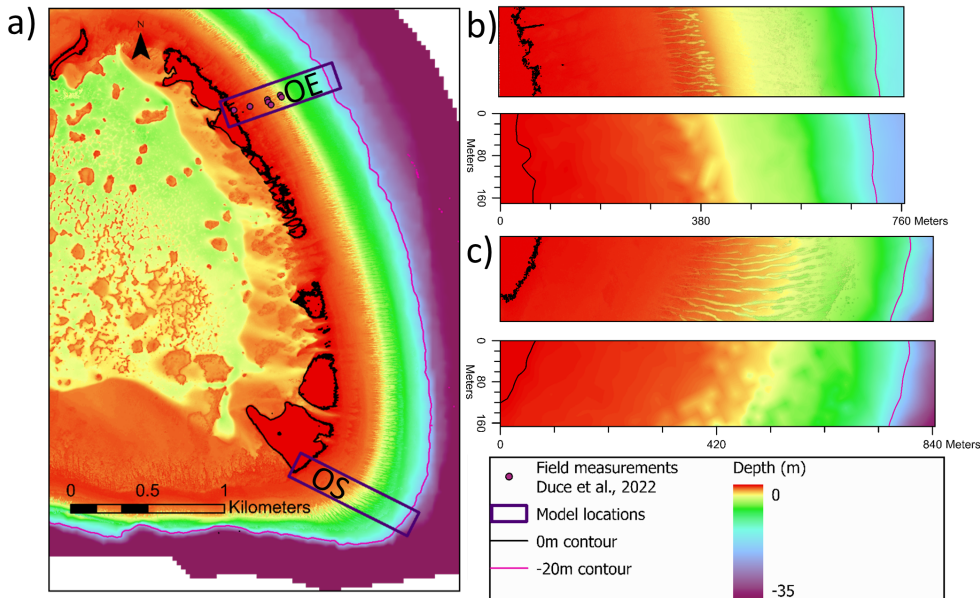 a)
N
OE
OS
0 0.5 1
Kilometers
b)
0
80
160
Meters
0 380 760 Meters
c)
0
80
160
Meters
0 420 840 Meters
Field measurements
Duce et al., 2022
Model locations
0m contour
-20m contour
Depth (m)
0
-35